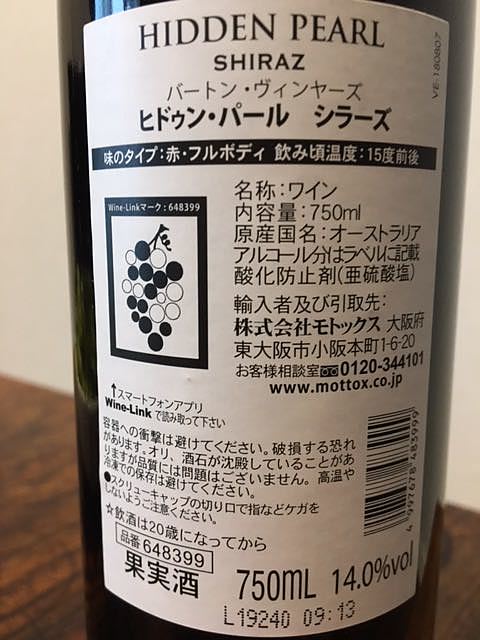 HIDDEN PEARL
SHIRAZ
VE-180807
バートン・ヴィンヤーズ
ヒドゥン・パール シラーズ
味のタイプ:赤・フルボディ 飲み頃温度:15度前後
Wine-Linkマーク:648399
名称:ワイン
内容量:750ml
原産国名:オーストラリア
アルコール分はラベルに記載
酸化防止剤(亜硫酸塩)
輸入者及び引取先:
株式会社モトックス 大阪府
東大阪市小阪本町1-6-20
お客様相談室 0120-344101
www.mottox.co.jp
↑スマートフォンアプリ
Wine-Linkで読み取って下さい
容器への衝撃は避けてください。破損する恐れ
があります。オリ、酒石が沈殿していることがあ
りますが品質には問題はございません。高温や
冷凍での保存は避けてください。
●スクリューキャップの切り口で指などケガを
しないようご注意ください。
☆飲酒は20歳になってから
品番648399
果実酒 750mL 14.0%vol
4 997678 483999
L19240 09:13